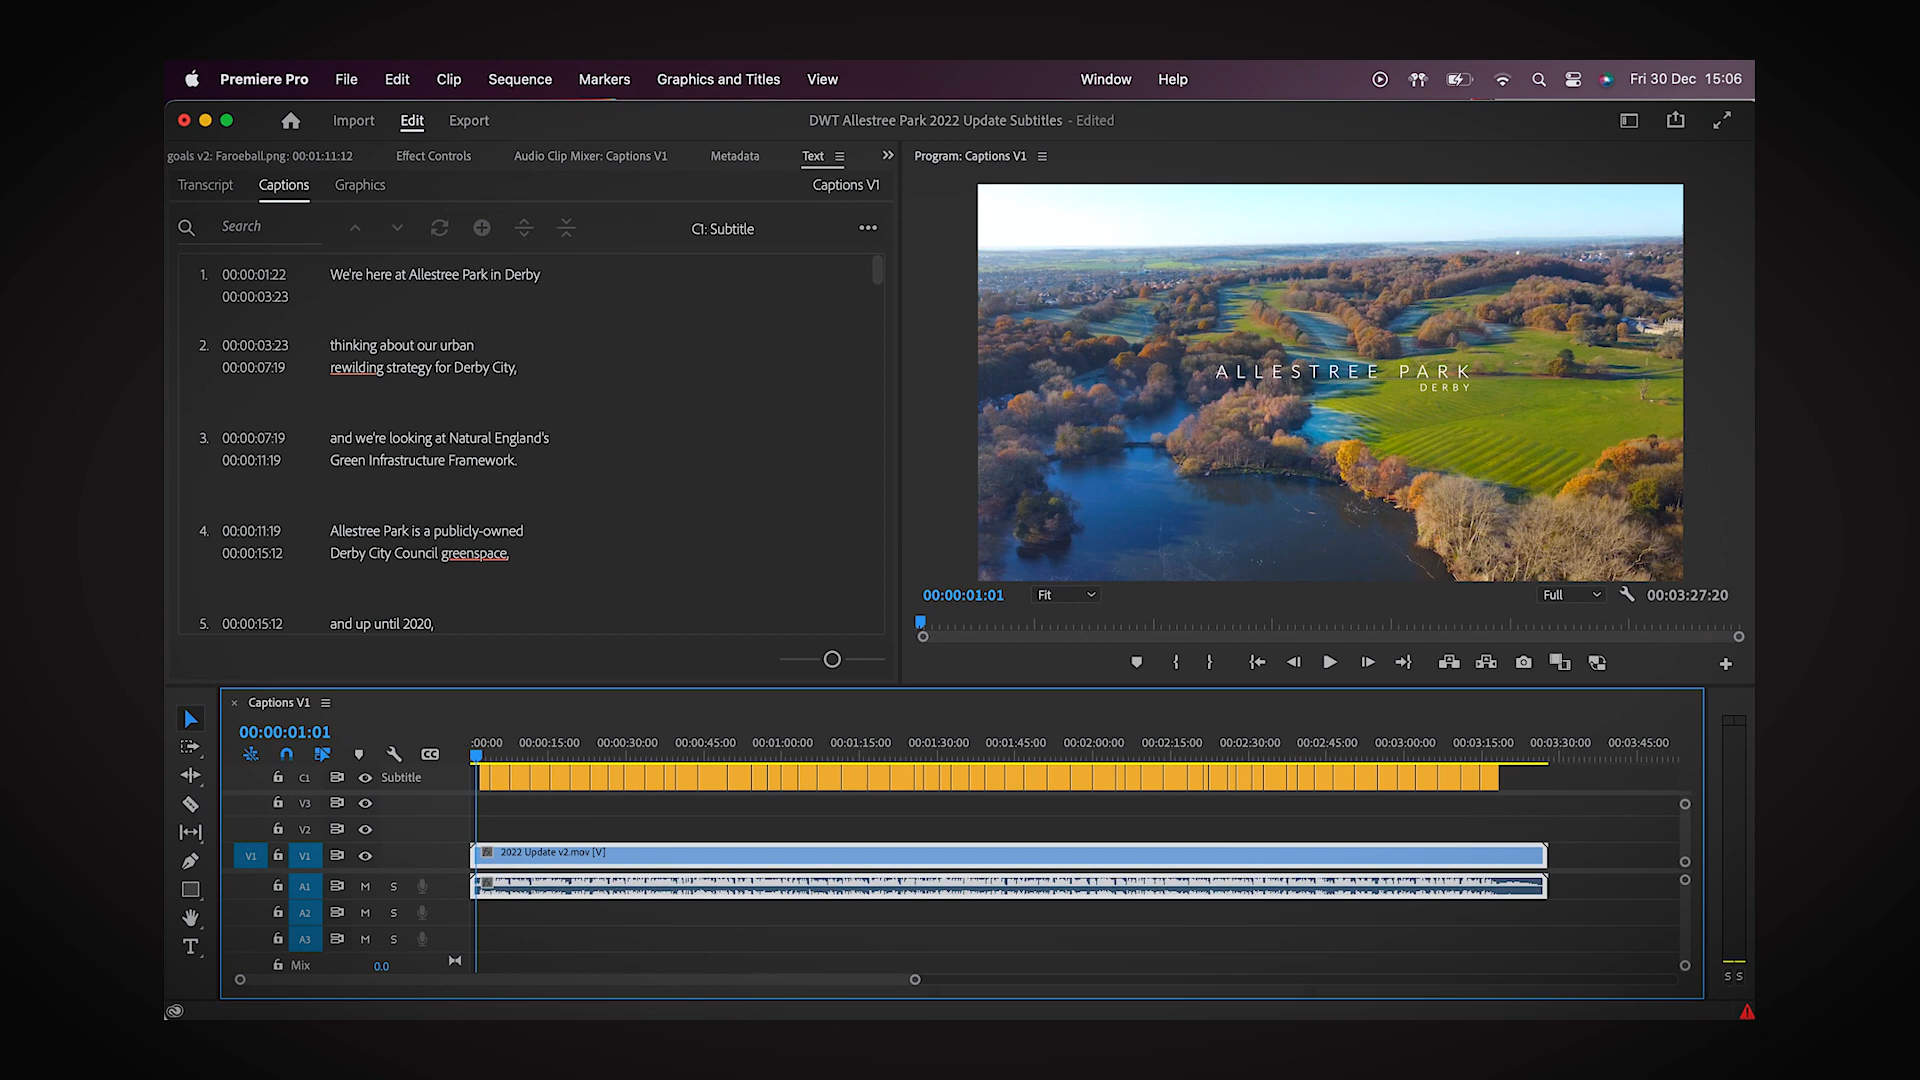 Premiere Pro File Edit Clip Sequence Markers Graphics and Titles View Window Help Fri 30 Dec 15:06
Import Edit Export DWT Allestree Park 2022 Update Subtitles - Edited
goals v2: Faroeball.png: 00:01:11:12 Effect Controls Audio Clip Mixer: Captions V1 Metadata Text
Program: Captions V1
Transcript Captions Graphics Captions V1
Search C1: Subtitle
1. 00:00:01:22 We're here at Allestree Park in Derby
00:00:03:23
2. 00:00:03:23 thinking about our urban
00:00:07:19 rewilding strategy for Derby City,
3. 00:00:07:19 and we're looking at Natural England's
00:00:11:19 Green Infrastructure Framework.
4. 00:00:11:19 Allestree Park is a publicly-owned
00:00:15:12 Derby City Council greenspace,
5. 00:00:15:12 and up until 2020,
ALLESTREE PARK
DERBY
00:00:01:01 Fit Full 00:03:27:20
Captions V1
00:00:01:01
:00:00 00:00:15:00 00:00:30:00 00:00:45:00 00:01:00:00 00:01:15:00 00:01:30:00 00:01:45:00 00:02:00:00 00:02:15:00 00:02:30:00 00:02:45:00 00:03:00:00 00:03:15:00 00:03:30:00 00:03:45:00
CC
C1 Subtitle
V3
V2
V1 V1 fx 2022 Update v2.mov [V]
A1 M S fx
A2 M S
A3 M S
Mix 0.0
S S
T